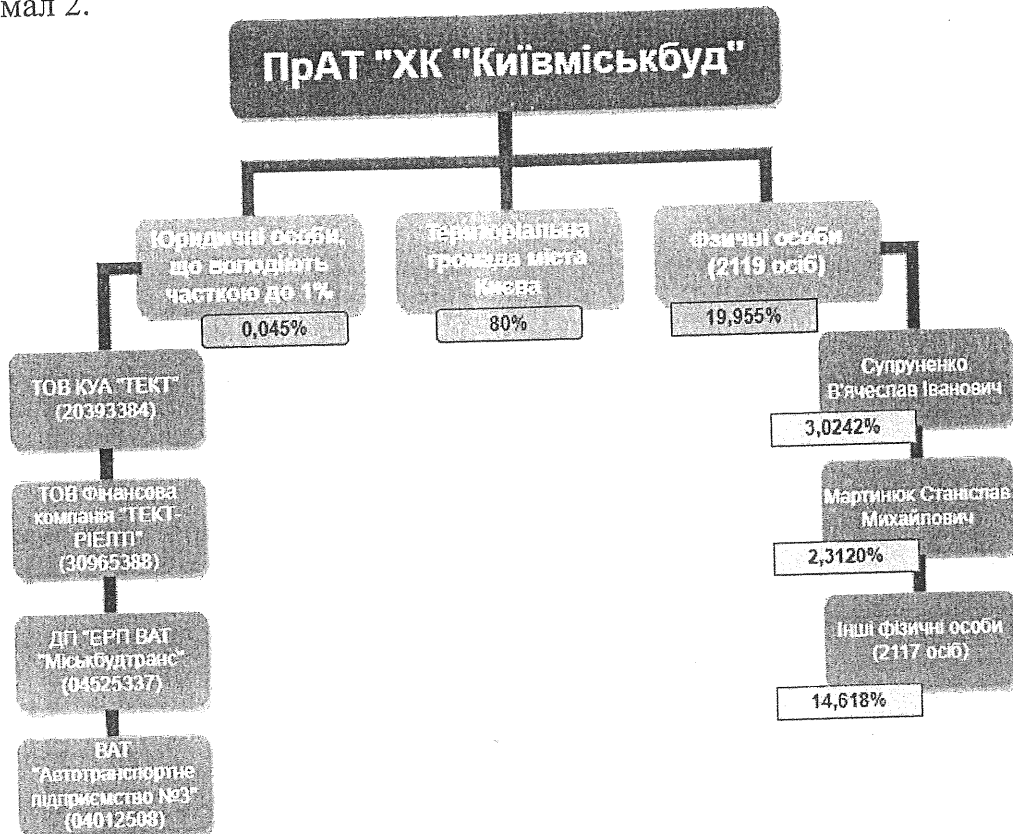 мал 2.
ПрАТ "ХК "Київміськбуд"
Юридичні особи,
що володіють
часткою до 1%
0,045%
Територіальна
громада міста
Києва
80%
Фізичні особи
(2119 осіб)
19,955%
ТОВ КУА "ТЕКТ"
(20393384)
ТОВ Фінансова
компанія "ТЕКТ-
РІЕЛТІ"
(30965388)
ДП "ЕРП ВАТ
"Міськбудтранс"
(04525337)
ВАТ
"Автотранспортне
підприємство №3"
(04012508)
Супруненко
В'ячеслав Іванович
3,0242%
Мартинюк Станіслав
Михайлович
2,3120%
Інші фізичні особи
(2117 осіб)
14,618%